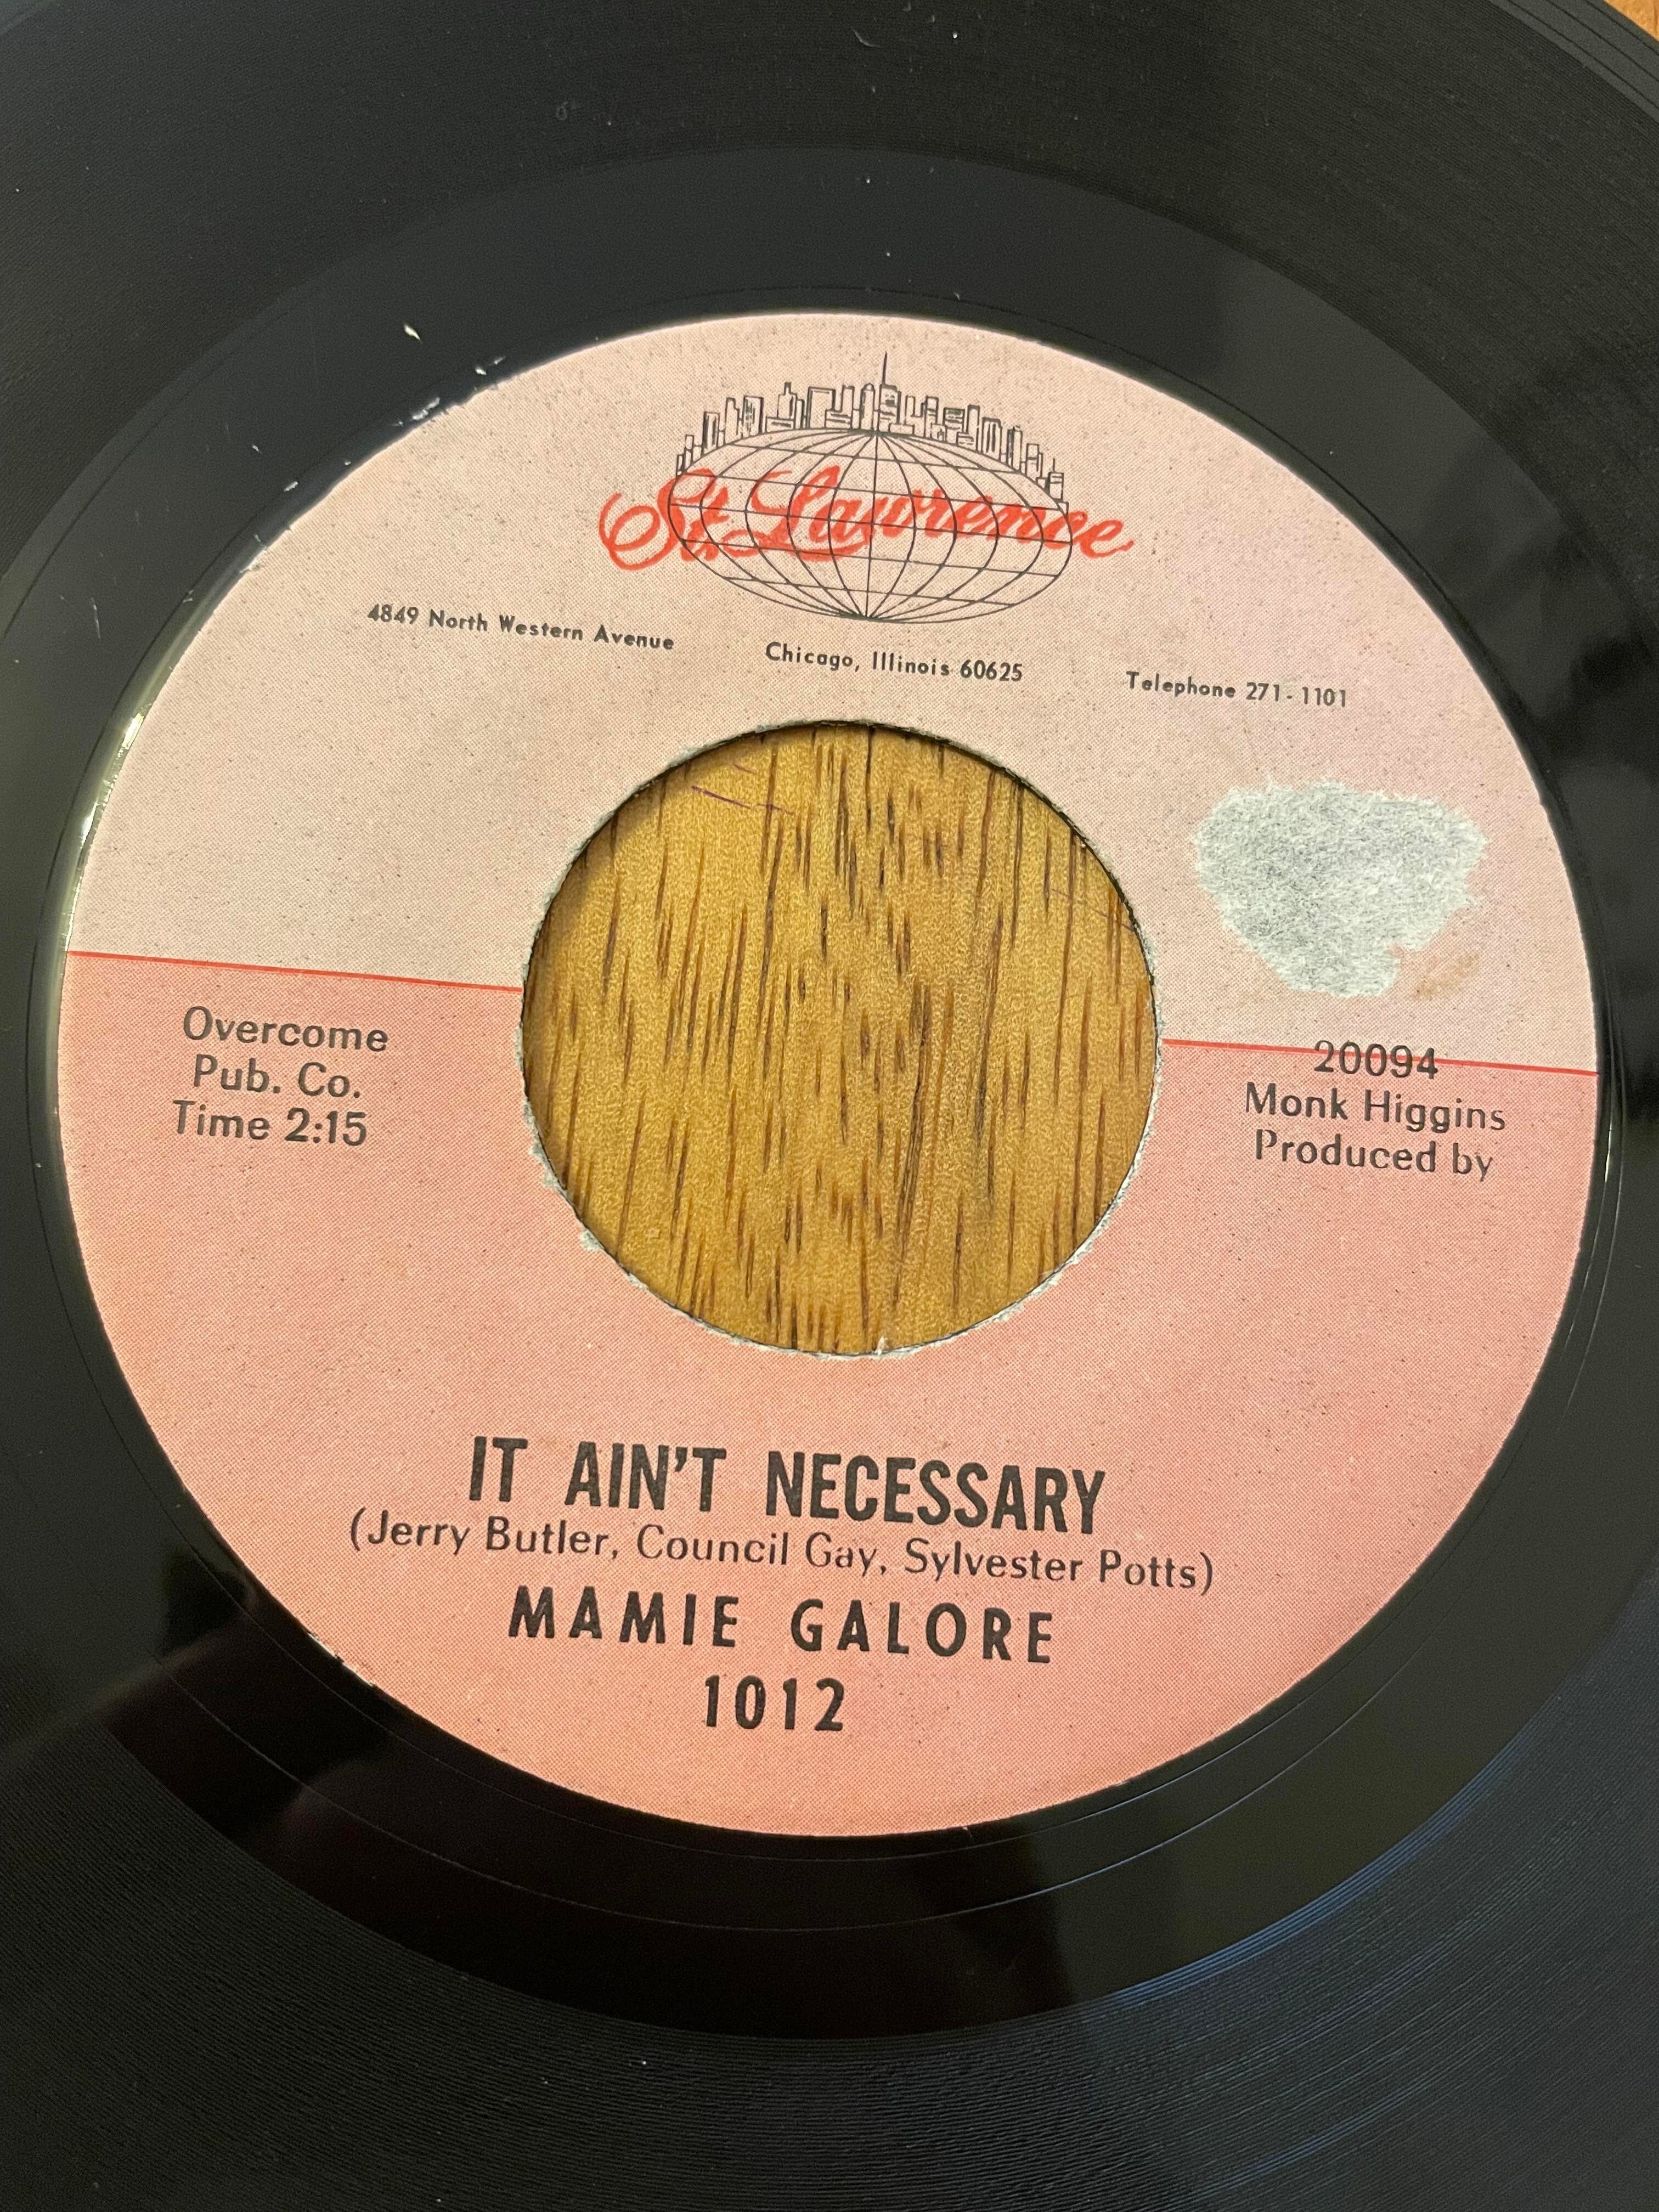 St. Lawrence
4849 North Western Avenue Chicago, Illinois 60625 Telephone 271-1101
Overcome
Pub. Co.
Time 2:15
20094
Monk Higgins
Produced by
IT AIN'T NECESSARY
(Jerry Butler, Council Gay, Sylvester Potts)
MAMIE GALORE
1012